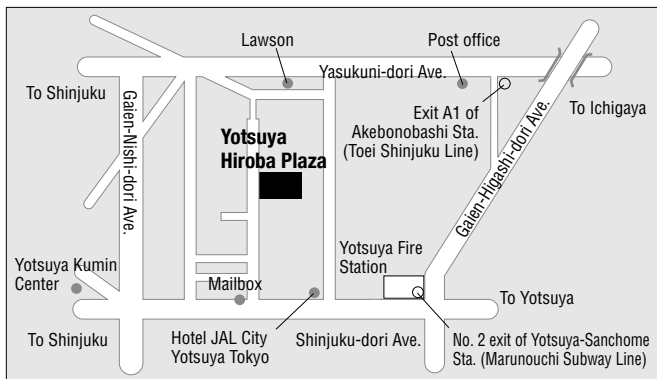 Lawson
Post office
Yasukuni-dori Ave.
To Shinjuku
Exit A1 of
Akebonobashi Sta.
(Toei Shinjuku Line)
To Ichigaya
Gaien-Nishi-dori Ave.
Yotsuya
Hiroba Plaza
Gaien-Higashi-dori Ave.
Yotsuya Kumin
Center
Mailbox
Yotsuya Fire
Station
To Yotsuya
To Shinjuku
Hotel JAL City
Yotsuya Tokyo
Shinjuku-dori Ave.
No. 2 exit of Yotsuya-Sanchome
Sta. (Marunouchi Subway Line)